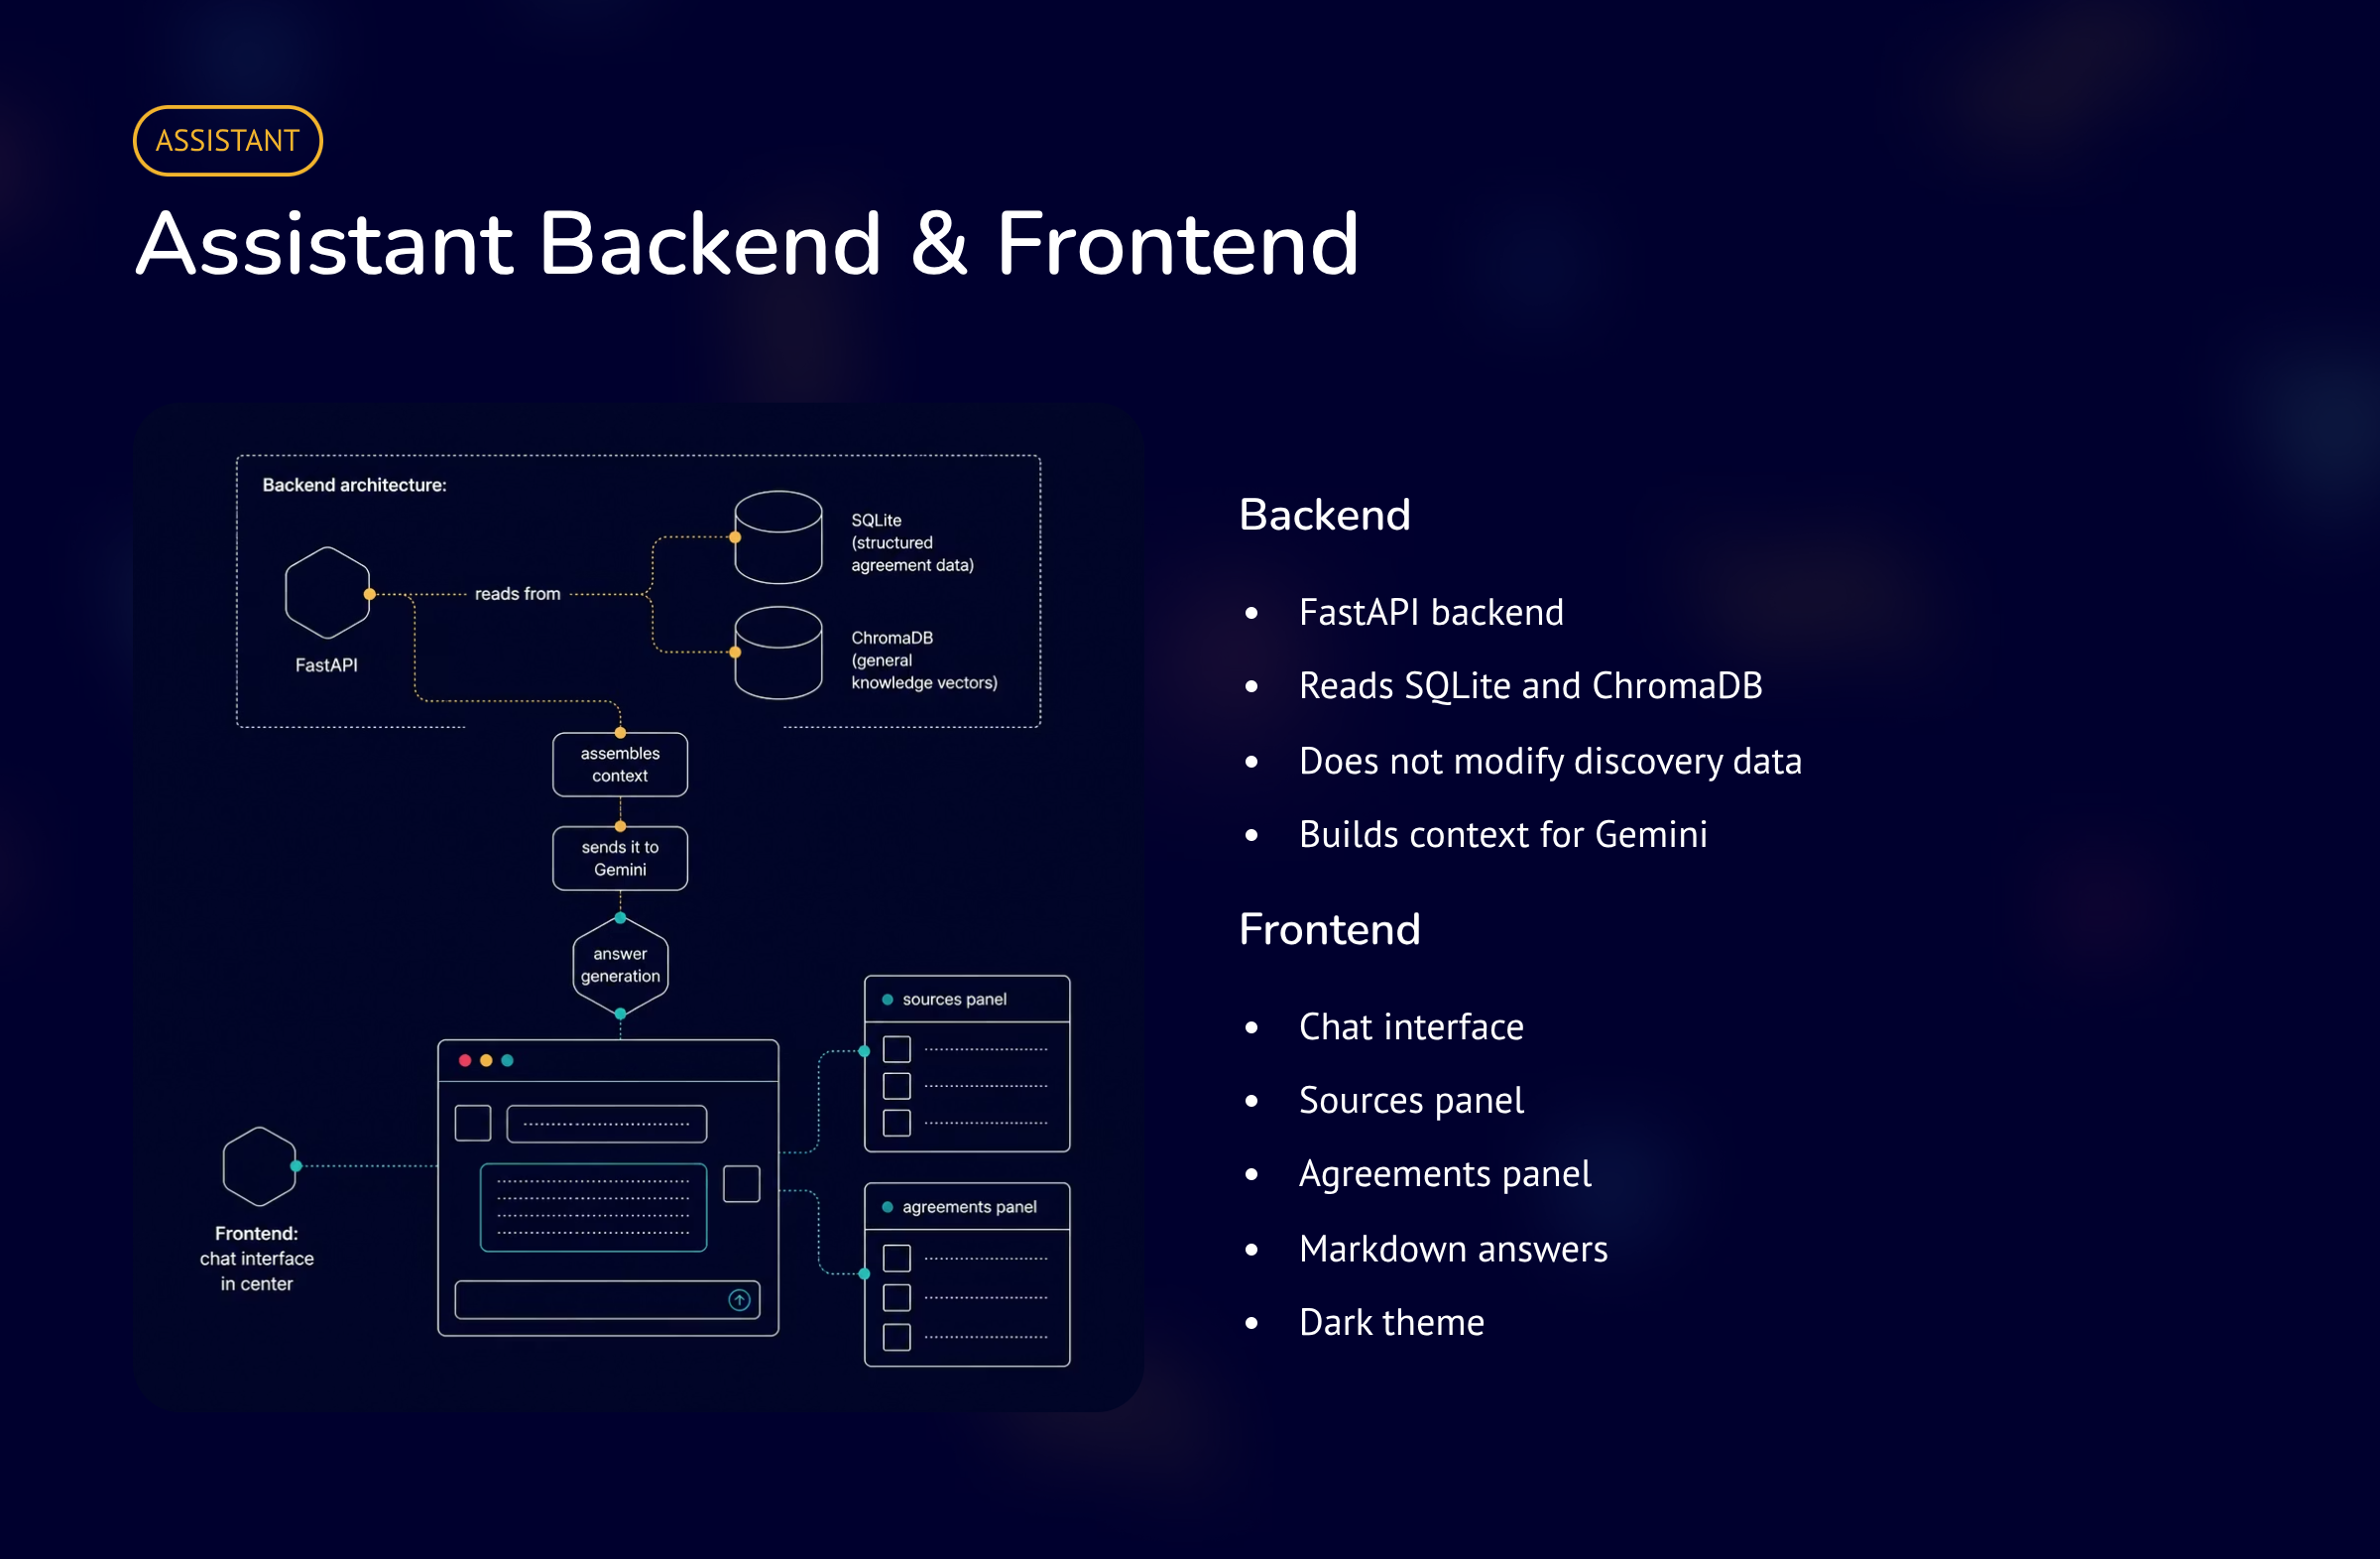 ASSISTANT
Assistant Backend & Frontend
Backend architecture:
FastAPI
reads from
SQLite
(structured
agreement data)
ChromaDB
(general
knowledge vectors)
assembles
context
sends it to
Gemini
answer
generation
sources panel
agreements panel
Frontend:
chat interface
in center
Backend
• FastAPI backend
• Reads SQLite and ChromaDB
• Does not modify discovery data
• Builds context for Gemini
Frontend
• Chat interface
• Sources panel
• Agreements panel
• Markdown answers
• Dark theme